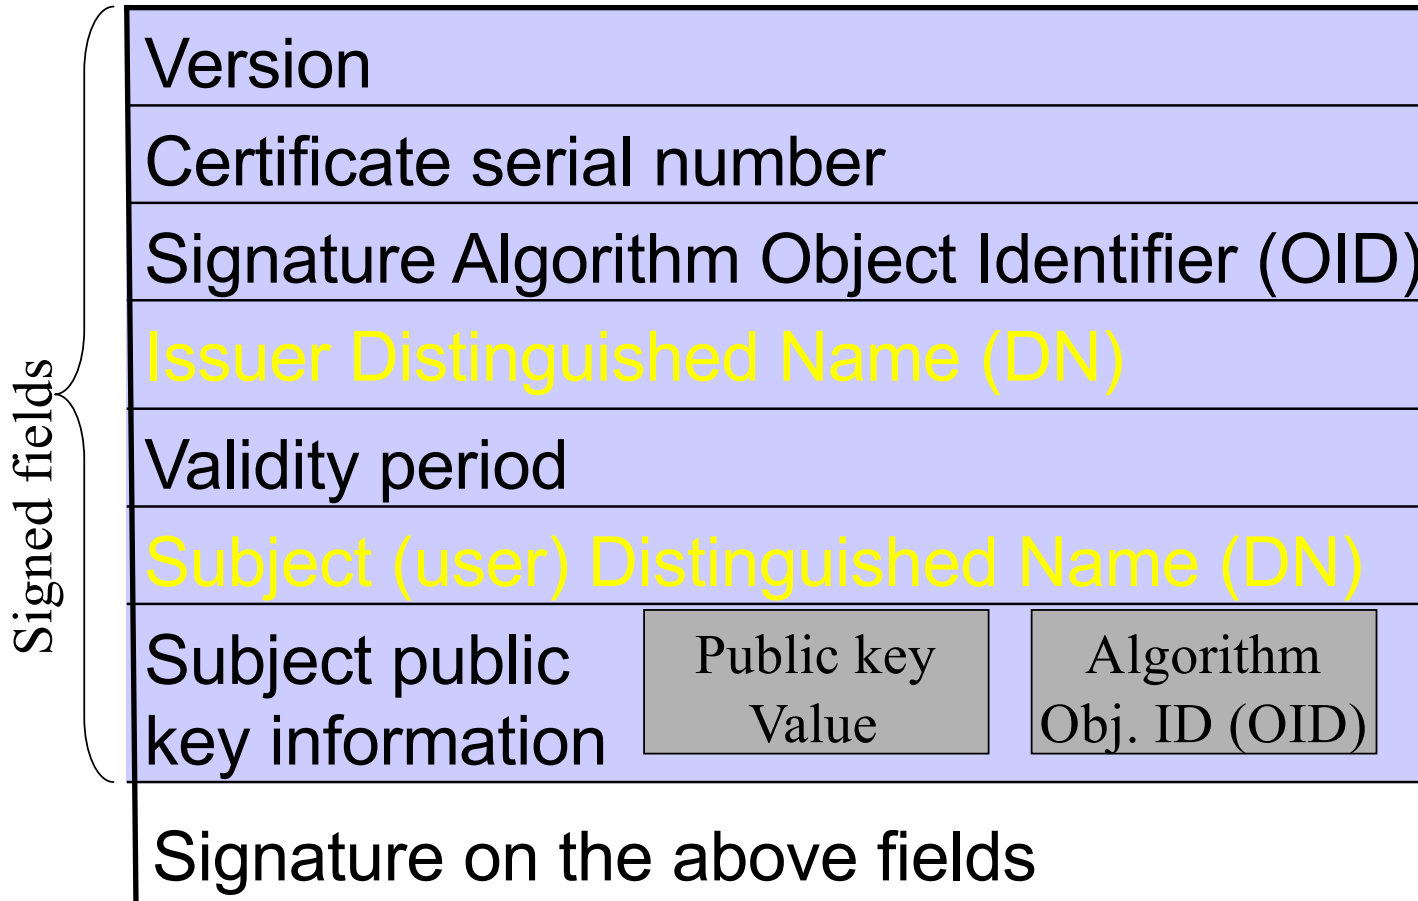 Signed fields
Version
Certificate serial number
Signature Algorithm Object Identifier (OID)
Issuer Distinguished Name (DN)
Validity period
Subject (user) Distinguished Name (DN)
Subject public
key information
Public key
Value
Algorithm
Obj. ID (OID)
Signature on the above fields